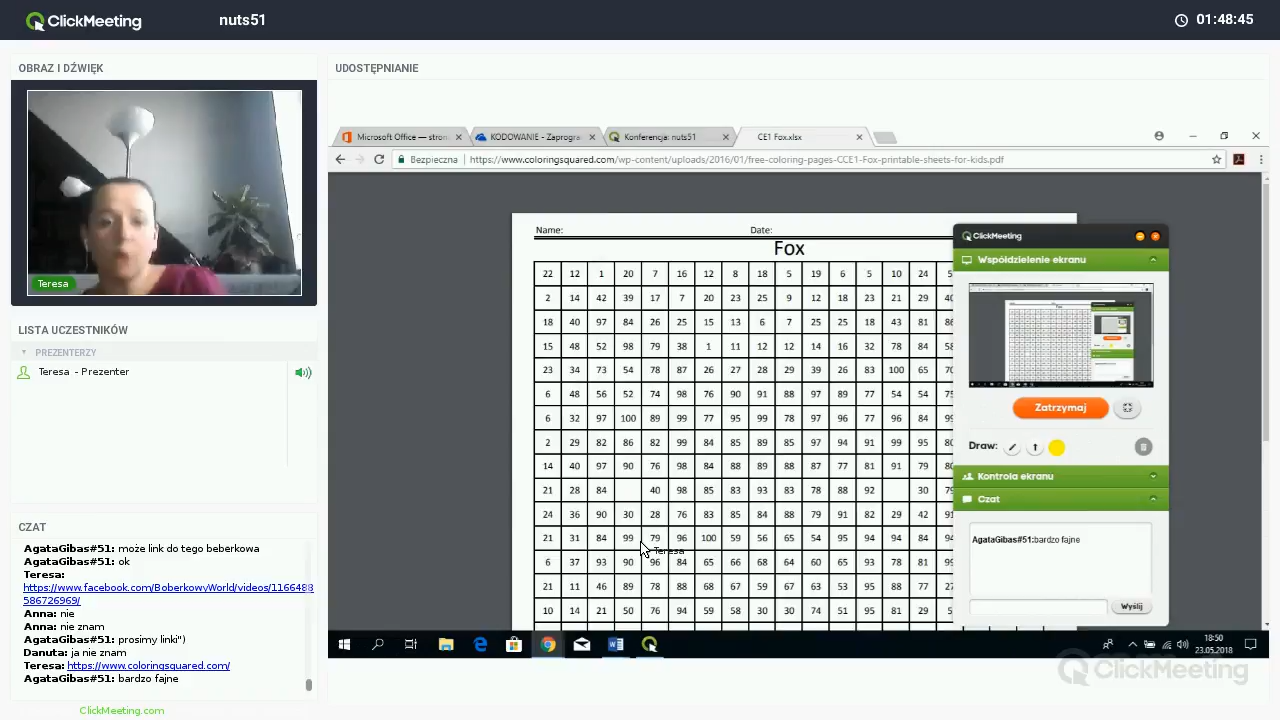 ClickMeeting
nuts51
01:48:45
OBRAZ I DŹWIĘK
UDOSTĘPNIANIE
Teresa
LISTA UCZESTNIKÓW
PREZENTERZY
Teresa - Prezenter
CZAT
AgataGibas#51: może link do tego beberkowa
AgataGibas#51: ok
Teresa:
https://www.facebook.com/BoberkowyWorld/videos/116648
586726969/
Anna: nie
Anna: nie znam
AgataGibas#51: prosimy linki")
Danuta: ja nie znam
Teresa: https://www.coloringsquared.com/
AgataGibas#51: bardzo fajne
ClickMeeting.com
Microsoft Office — stron
KODOWANIE - Zaprogra
Konferencja: nuts51
CE1 Fox.xlsx
Bezpieczna
https://www.coloringsquared.com/wp-content/uploads/2016/01/free-coloring-pages-CCE1-Fox-printable-sheets-for-kids.pdf
Name: Date:
Fox
22 12 1 20 7 16 12 8 18 5 19 6 5 10 24
2 14 42 39 17 7 20 23 25 9 12 18 23 21 29
18 40 97 84 26 25 15 13 6 7 25 25 18 43 81
15 48 52 98 79 38 1 11 12 12 14 16 32 78 84
23 34 73 54 78 87 26 27 28 29 32 28 83 100 65
6 48 56 52 74 98 76 90 91 88 97 89 77 54 54
6 32 97 100 89 99 77 95 99 78 97 96 77 96 84
2 29 82 86 82 99 84 85 89 85 97 94 91 99 95
14 40 97 90 76 98 84 88 88 88 87 77 81 91 79
21 28 84 40 98 85 83 93 83 78 88 92 30
24 36 90 30 28 76 83 85 84 88 79 91 82 29 42
21 31 84 99 79 96 100 59 56 65 54 95 94 94 84
6 37 93 90 96 84 65 66 68 64 60 84 78 81
21 11 46 89 78 88 68 59 67 63 53 95 88 77
10 14 21 50 76 94 59 58 30 30 74 51 95 81 29
Teresa
ClickMeeting
Współdzielenie ekranu
Zatrzymaj
Draw:
Kontrola ekranu
Czat
AgataGibas#51:bardzo fajne
Wyślij
18:50
23.05.2018
ClickMeeting